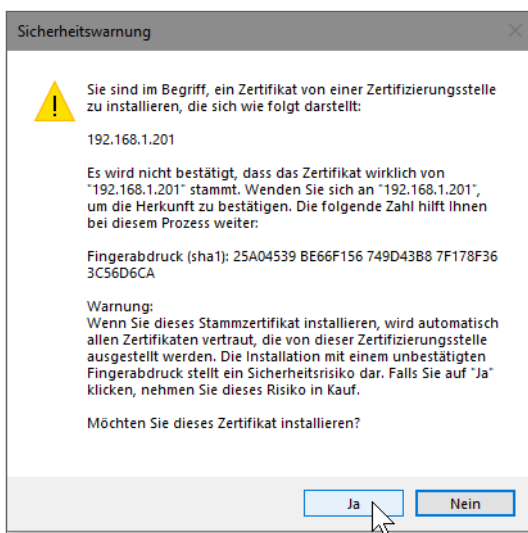 Sicherheitswarnung
Sie sind im Begriff, ein Zertifikat von einer Zertifizierungsstelle
zu installieren, die sich wie folgt darstellt:
192.168.1.201
Es wird nicht bestätigt, dass das Zertifikat wirklich von
"192.168.1.201" stammt. Wenden Sie sich an "192.168.1.201",
um die Herkunft zu bestätigen. Die folgende Zahl hilft Ihnen
bei diesem Prozess weiter:
Fingerabdruck (sha1): 25A04539 BE66F156 749D43B8 7F178F36
3C56D6CA
Warnung:
Wenn Sie dieses Stammzertifikat installieren, wird automatisch
allen Zertifikaten vertraut, die von dieser Zertifizierungsstelle
ausgestellt werden. Die Installation mit einem unbestätigten
Fingerabdruck stellt ein Sicherheitsrisiko dar. Falls Sie auf "Ja"
klicken, nehmen Sie dieses Risiko in Kauf.
Möchten Sie dieses Zertifikat installieren?
Ja
Nein